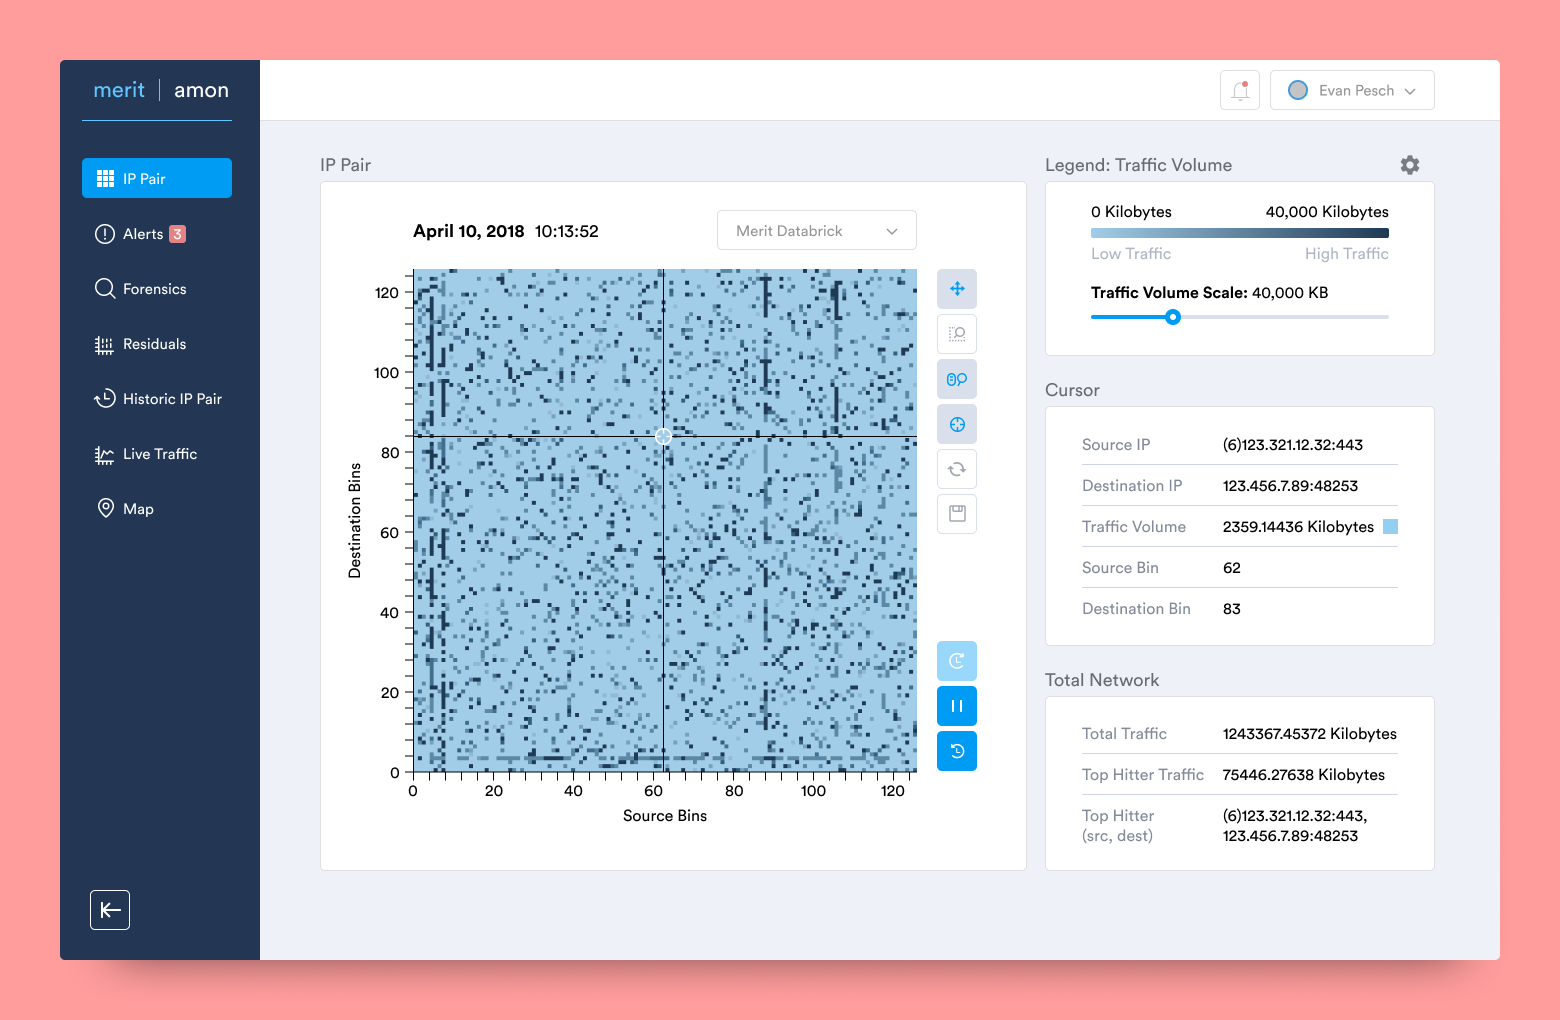 merit | amon
Evan Pesch
IP Pair
Alerts 3
Forensics
Residuals
Historic IP Pair
Live Traffic
Map
IP Pair
April 10, 2018 10:13:52
Merit Databrick
120
100
80
60
40
20
0
Destination Bins
0 20 40 60 80 100 120
Source Bins
Legend: Traffic Volume
0 Kilobytes 40,000 Kilobytes
Low Traffic High Traffic
Traffic Volume Scale: 40,000 KB
Cursor
Source IP (6)123.321.12.32:443
Destination IP 123.456.7.89:48253
Traffic Volume 2359.14436 Kilobytes
Source Bin 62
Destination Bin 83
Total Network
Total Traffic 1243367.45372 Kilobytes
Top Hitter Traffic 75446.27638 Kilobytes
Top Hitter (6)123.321.12.32:443,
(src, dest) 123.456.7.89:48253